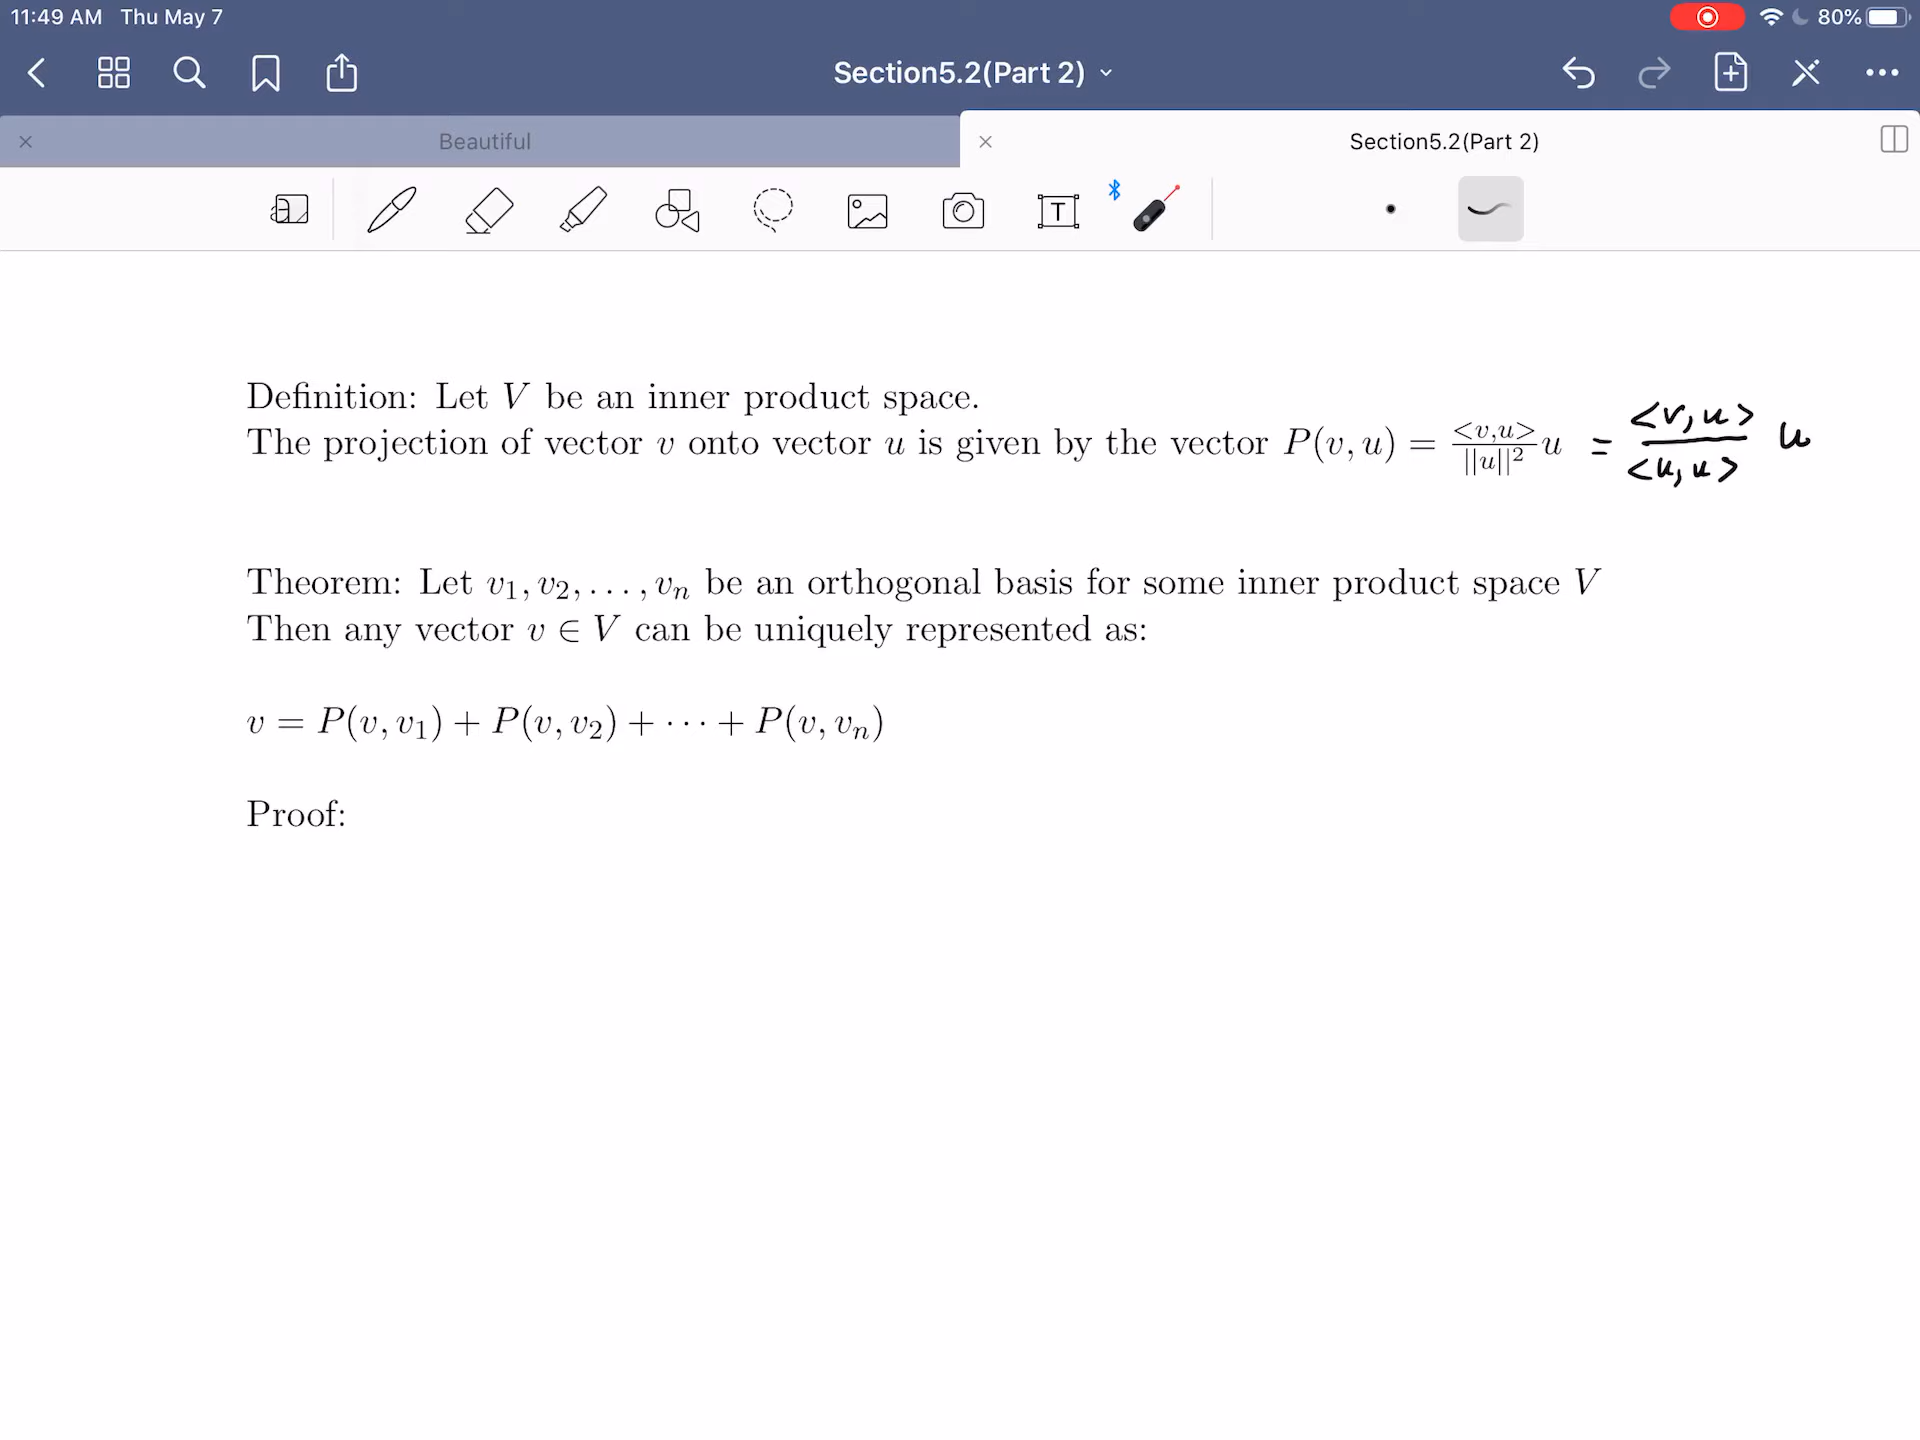 11:49 AM Thu May 7
80%
Section5.2(Part 2)
Beautiful
Section5.2(Part 2)
a
T
Definition: Let V be an inner product space.
The projection of vector v onto vector u is given by the vector P(v, u) = <v,u>/||u||² u = <v,u>/<u,u> u
Theorem: Let v₁, v₂, . . . , vₙ be an orthogonal basis for some inner product space V
Then any vector v ∈ V can be uniquely represented as:
v = P(v, v₁) + P(v, v₂) + · · · + P(v, vₙ)
Proof: